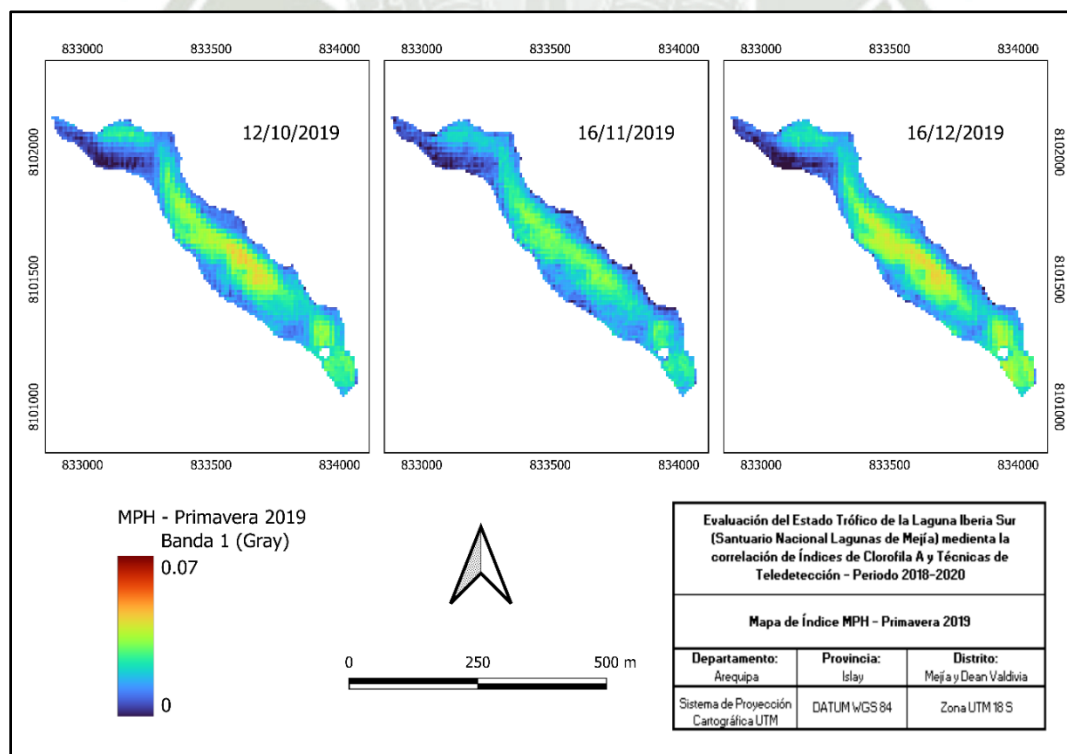 833000 833500 834000
833000 833500 834000
833000 833500 834000
12/10/2019
16/11/2019
16/12/2019
8102000
8101500
8101000
8102000
8101500
8101000
833000 833500 834000
833000 833500 834000
833000 833500 834000
MPH - Primavera 2019
Banda 1 (Gray)
0.07
0
0 250 500 m
Evaluación del Estado Trófico de la Laguna Iberia Sur
(Santuario Nacional Lagunas de Mejía) medienta la
correlación de Índices de Clorofila A y Técnicas de
Teledetección - Periodo 2018-2020
Mapa de Índice MPH - Primavera 2019
Departamento:
Arequipa
Provincia:
Islay
Distrito:
Mejía y Dean Valdivia
Sistema de Proyección
Cartográfica UTM
DATUM WGS 84
Zona UTM 18 S